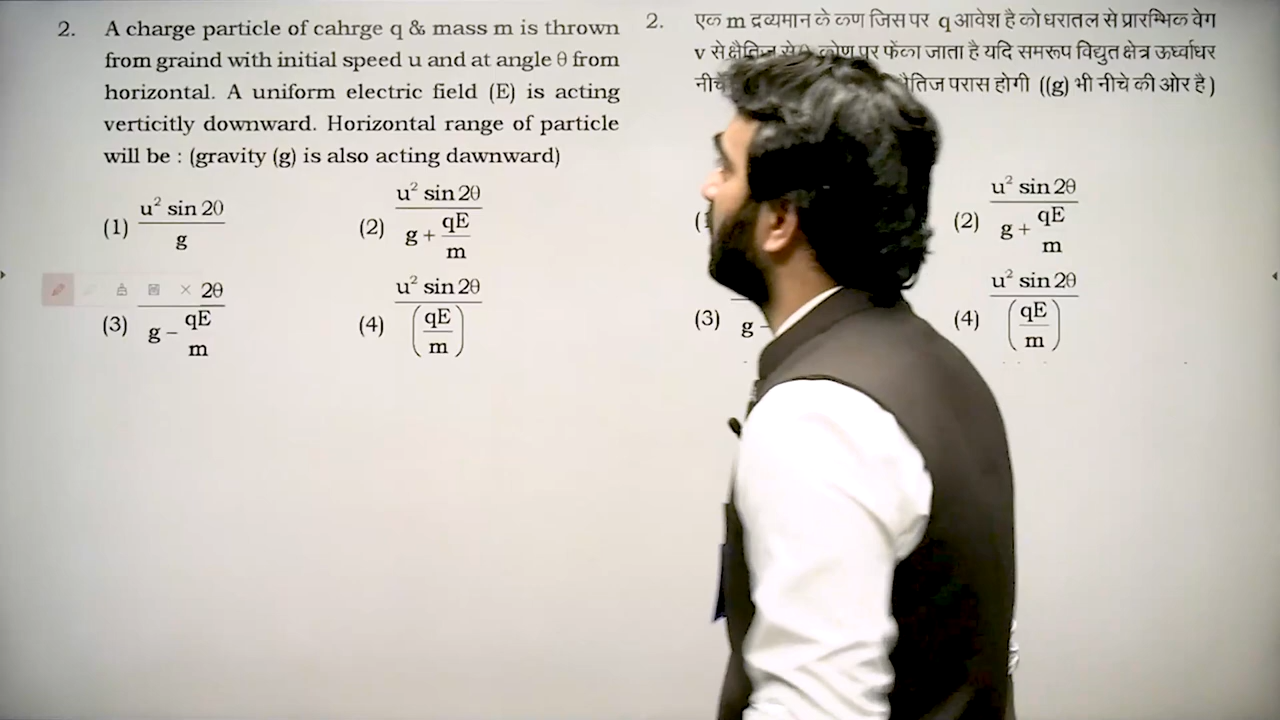 2. A charge particle of cahrge q & mass m is thrown
from graind with initial speed u and at angle θ from
horizontal. A uniform electric field (E) is acting
verticitly downward. Horizontal range of particle
will be : (gravity (g) is also acting dawnward)
(1) u² sin 2θ / g
(2) u² sin 2θ / g + qE / m
(3) 2θ / g – qE / m
(4) u² sin 2θ / (qE / m)
2. एक m द्रव्यमान के कण जिस पर q आवेश है को धरातल से प्रारम्भिक वेग
v से क्षैतिज से कोण पर फेंका जाता है यदि समरूप विद्युत क्षेत्र ऊर्ध्वाधर
नीचे परास होगी ((g) भी नीचे की ओर है )
(2) u² sin 2θ / g + qE / m
(3) g –
(4) u² sin 2θ / (qE / m)